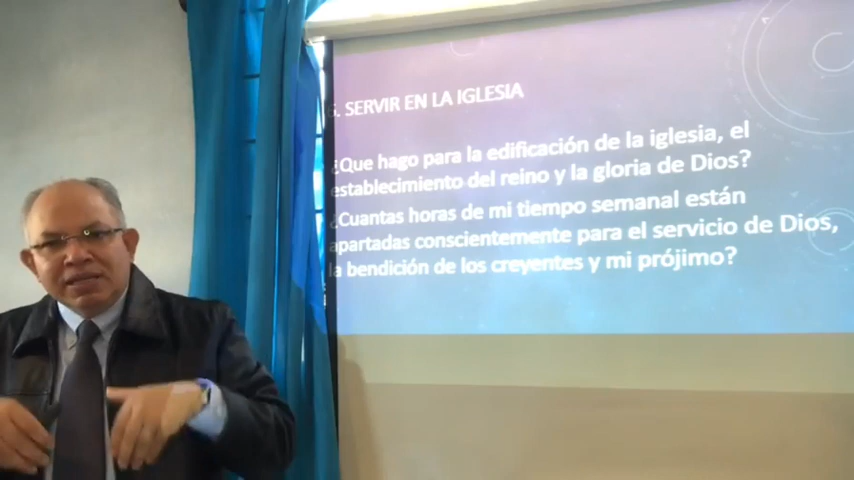 . SERVIR EN LA IGLESIA
¿Que hago para la edificación de la iglesia, el
establecimiento del reino y la gloria de Dios?
¿Cuantas horas de mi tiempo semanal están
apartadas conscientemente para el servicio de Dios,
la bendición de los creyentes y mi prójimo?